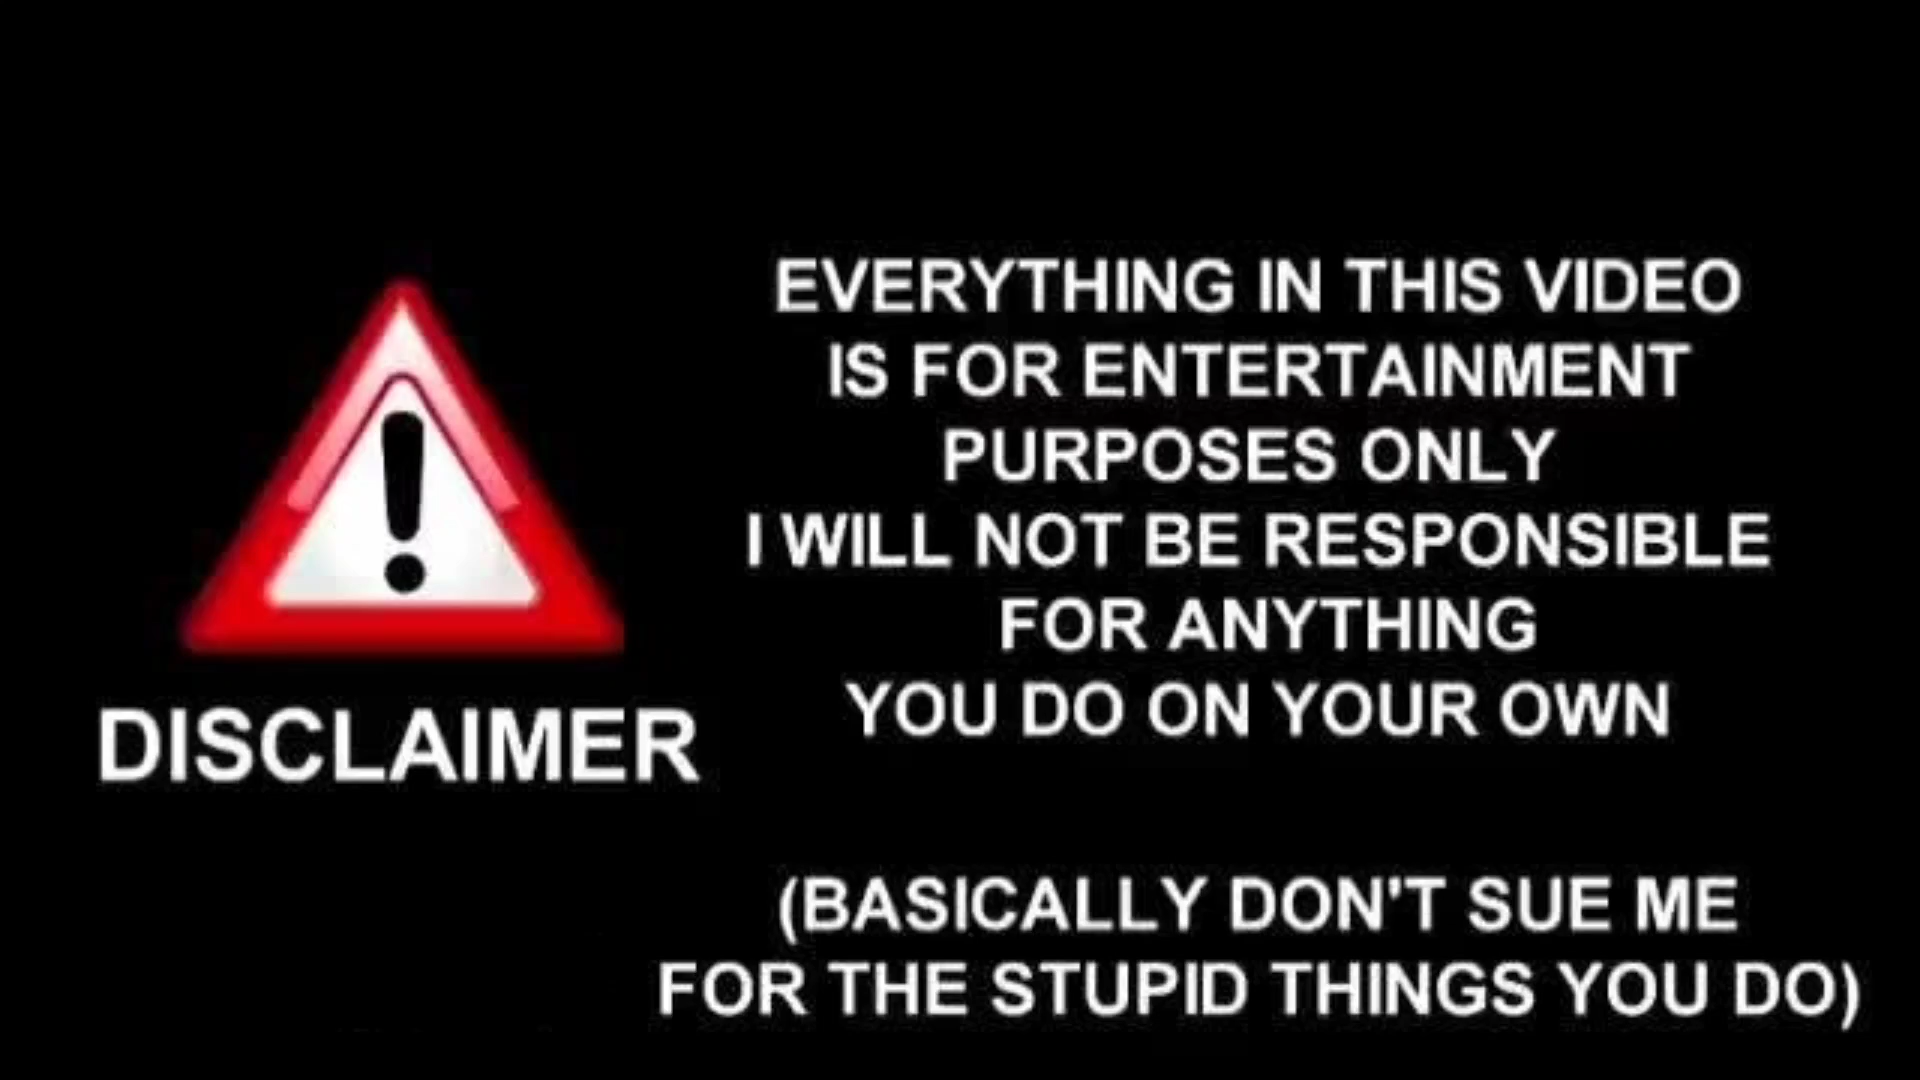 DISCLAIMER
EVERYTHING IN THIS VIDEO
IS FOR ENTERTAINMENT
PURPOSES ONLY
I WILL NOT BE RESPONSIBLE
FOR ANYTHING
YOU DO ON YOUR OWN
(BASICALLY DON'T SUE ME
FOR THE STUPID THINGS YOU DO)